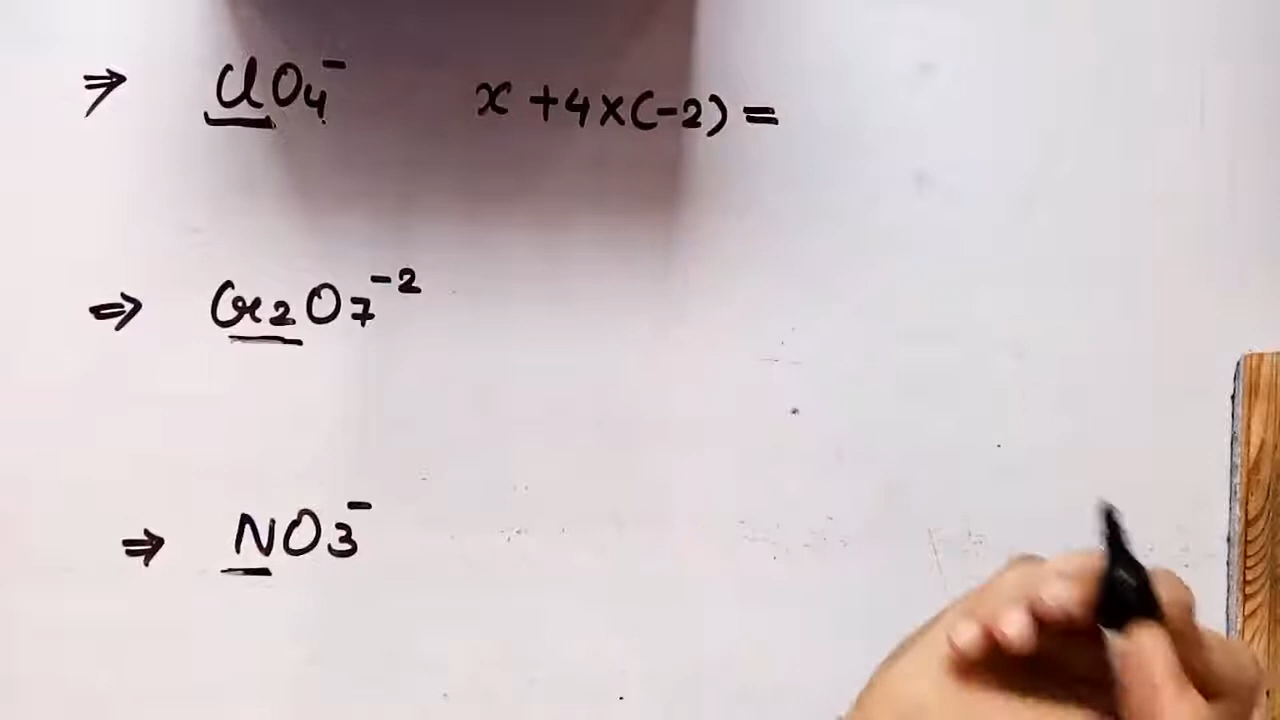 ⇒ ClO4⁻ x + 4 × (-2) =
⇒ Cr2O7⁻²
⇒ NO3⁻